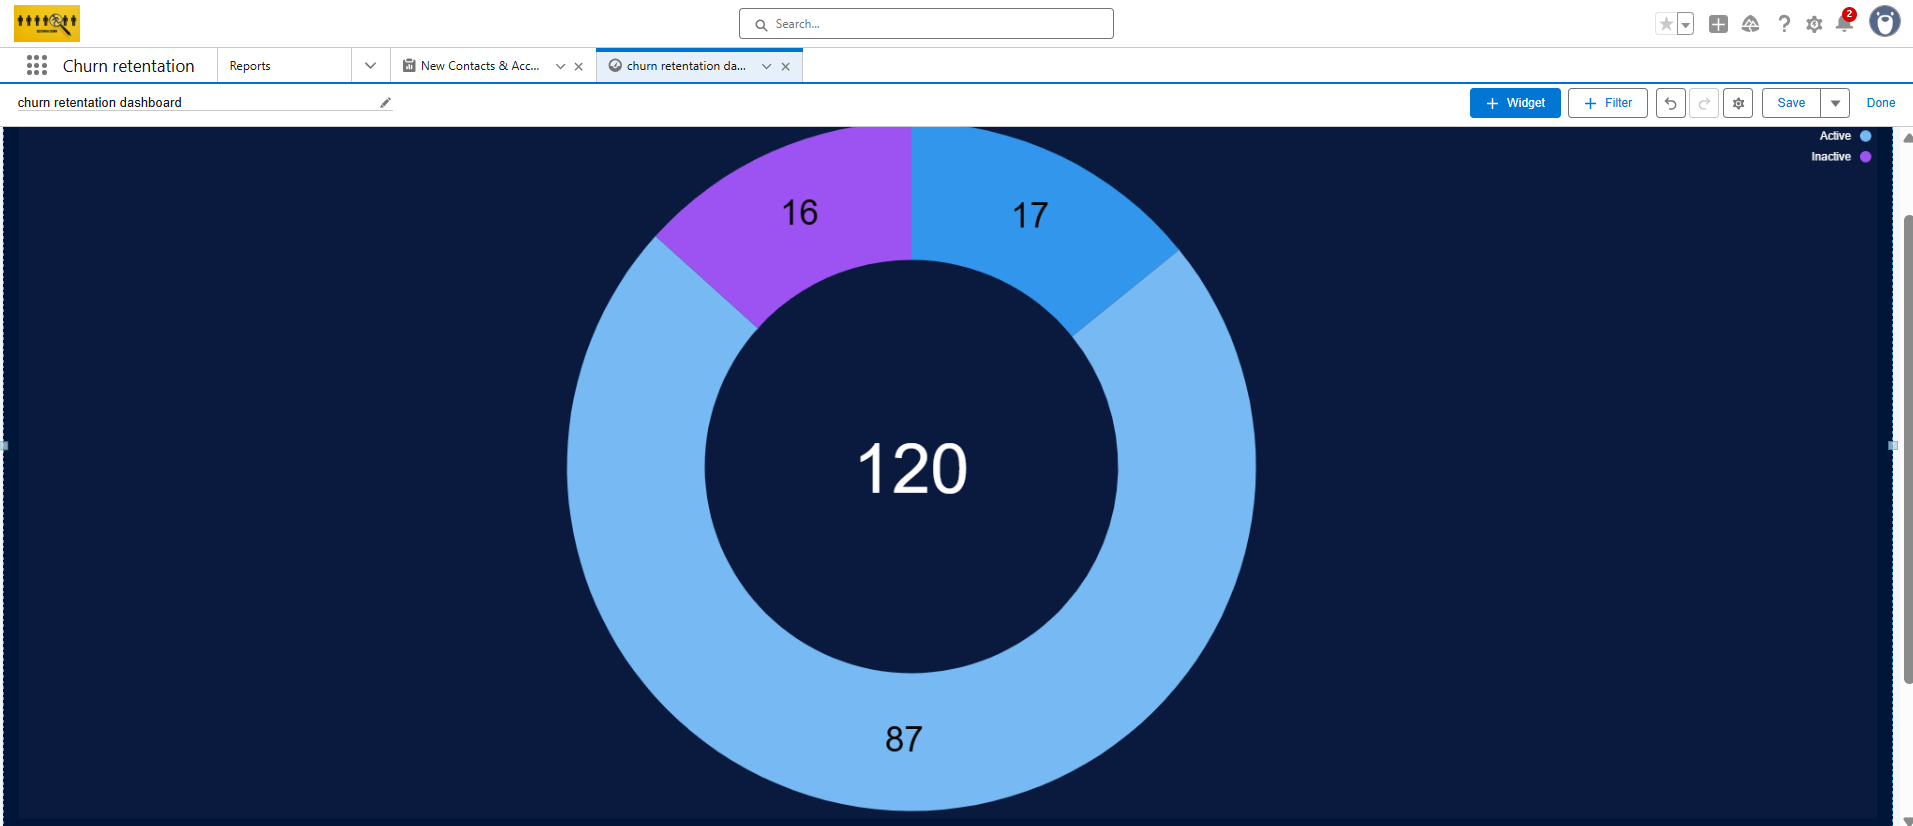 Search...
2
Churn retentation
Reports
New Contacts & Acc...
churn retentation da...
churn retentation dashboard
Widget
Filter
Save
Done
Active
Inactive
16
17
120
87